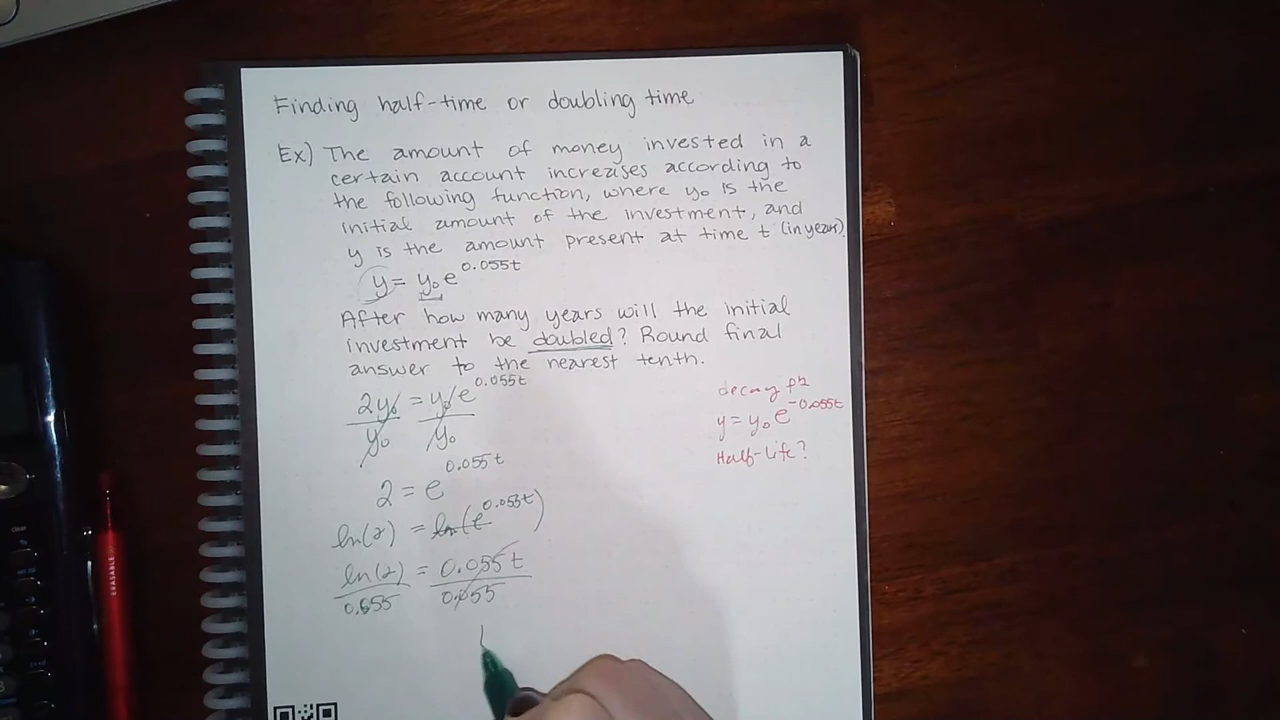 Finding half-time or doubling time
Ex) The amount of money invested in a
certain account increases according to
the following function, where y₀ is the
initial amount of the investment, and
y is the amount present at time t (in years).
y = y₀e^0.055t
After how many years will the initial
investment be doubled? Round final
answer to the nearest tenth.
2y₀ = y₀e^0.055t
y₀ y₀
2 = e^0.055t
ln(2) = ln(e^0.055t)
ln(2) = 0.055t
0.055 0.055
decay fn
y = y₀e^-0.055t
Half-life?
ERASABLE